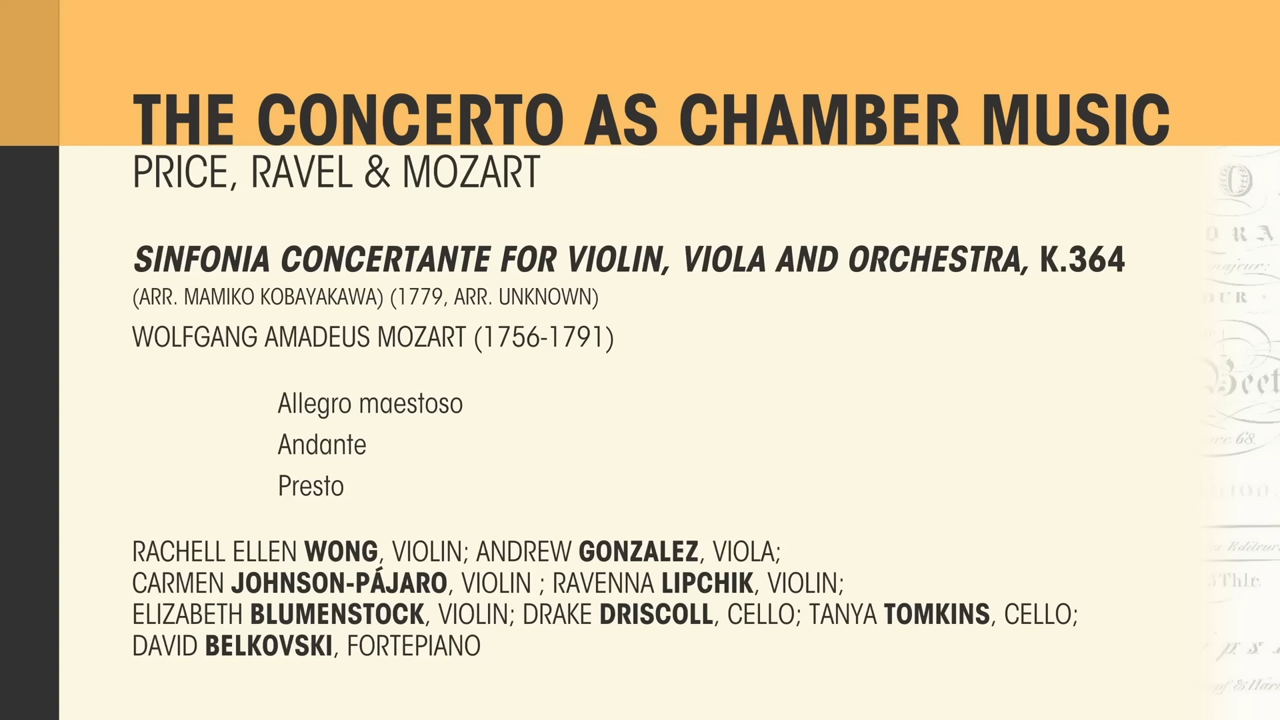 THE CONCERTO AS CHAMBER MUSIC
PRICE, RAVEL & MOZART
SINFONIA CONCERTANTE FOR VIOLIN, VIOLA AND ORCHESTRA, K.364
(ARR. MAMIKO KOBAYAKAWA) (1779, ARR. UNKNOWN)
WOLFGANG AMADEUS MOZART (1756-1791)
Allegro maestoso
Andante
Presto
RACHELL ELLEN WONG, VIOLIN; ANDREW GONZALEZ, VIOLA;
CARMEN JOHNSON-PÁJARO, VIOLIN ; RAVENNA LIPCHIK, VIOLIN;
ELIZABETH BLUMENSTOCK, VIOLIN; DRAKE DRISCOLL, CELLO; TANYA TOMKINS, CELLO;
DAVID BELKOVSKI, FORTEPIANO